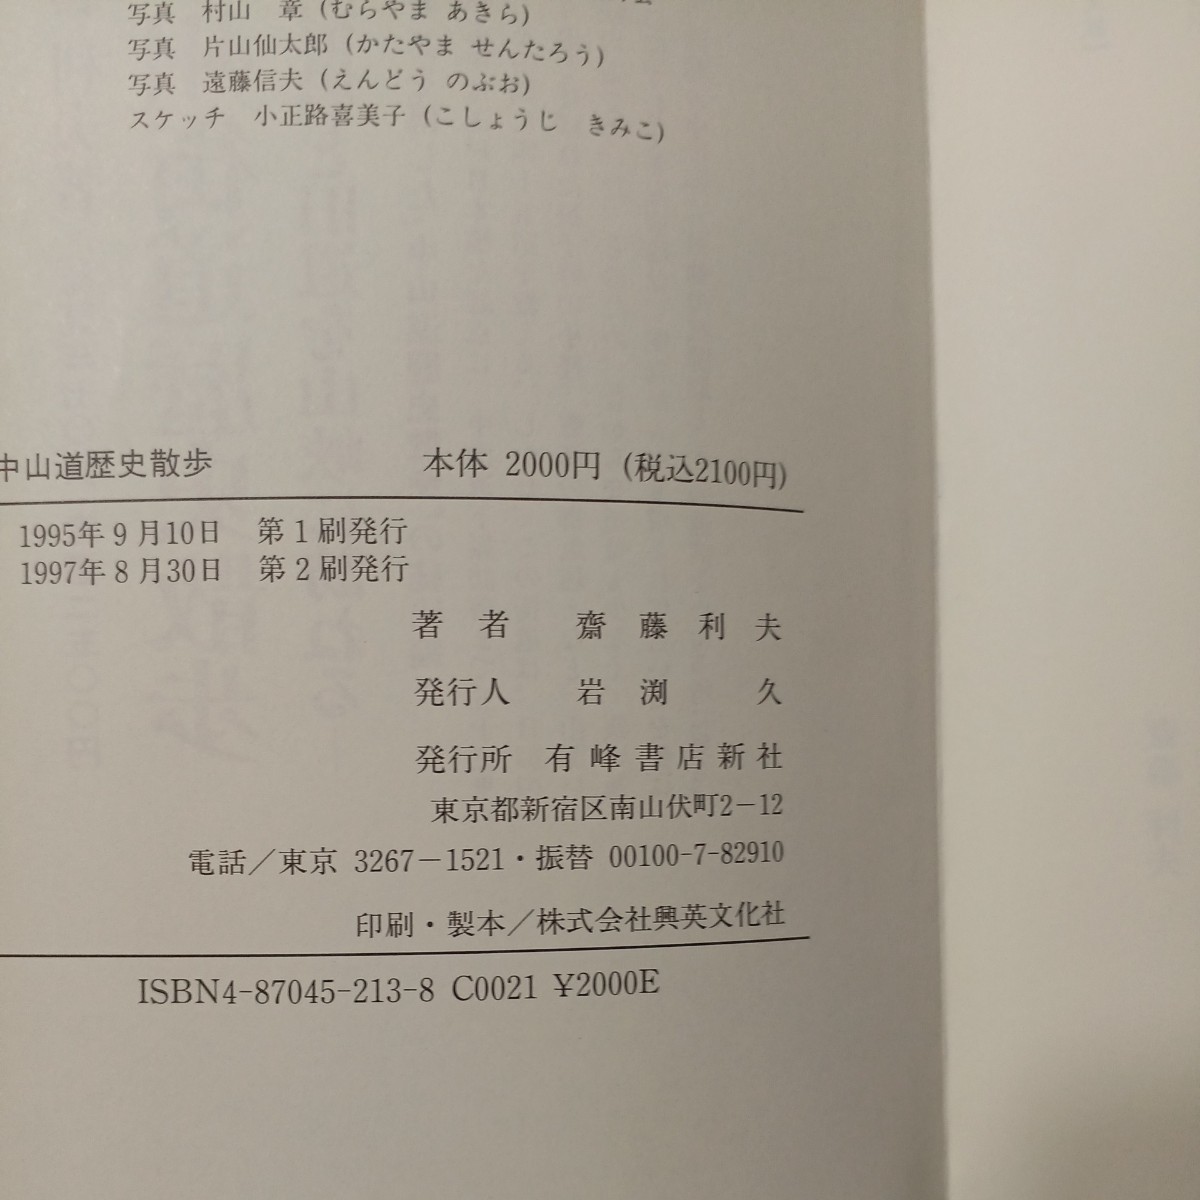 写真 村山 章 (むらやま あきら)
写真 片山仙太郎 (かたやま せんたろう)
写真 遠藤信夫 (えんどう のぶお)
スケッチ 小正路喜美子 (こしょうじ きみこ)
中山道歴史散歩 本体 2000円 (税込2100円)
1995年9月10日 第1刷発行
1997年8月30日 第2刷発行
著者 齋藤利夫
発行人 岩渕 久
発行所 有峰書店新社
東京都新宿区南山伏町2-12
電話/東京 3267-1521・振替 00100-7-82910
印刷・製本/株式会社興英文化社
ISBN4-87045-213-8 C0021 ¥2000E